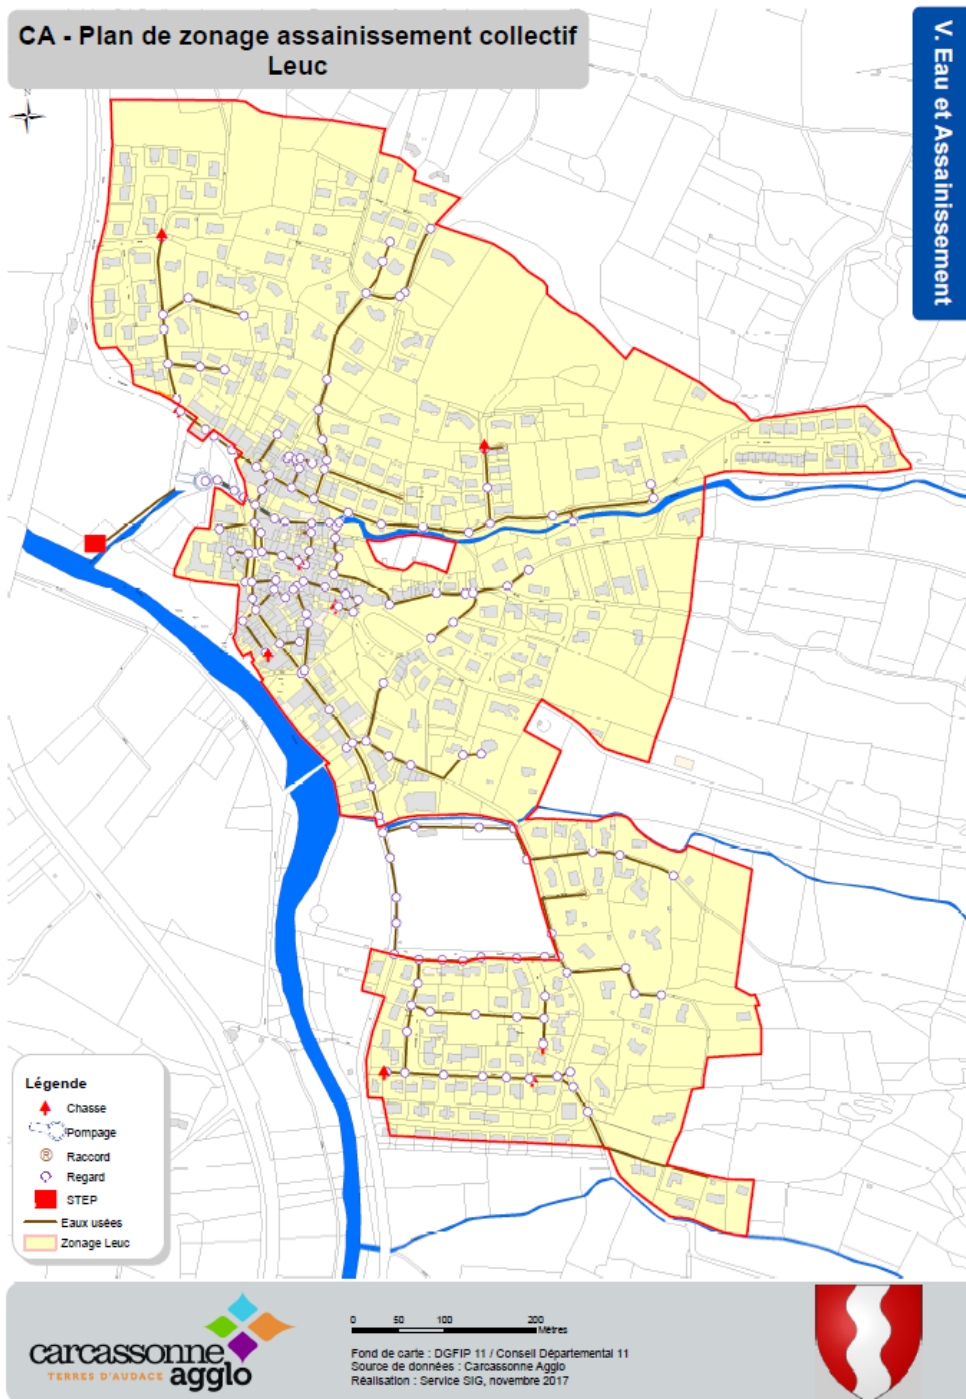 CA - Plan de zonage assainissement collectif
Leuc
V. Eau et Assainissement
N
Légende
Chasse
Pompage
R Raccord
Regard
STEP
Eaux usées
Zonage Leuc
carcassonne
agglo
TERRES D'AUDACE
0 50 100 200
Mètres
Fond de carte : DGFIP 11 / Conseil Départemental 11
Source de données : Carcassonne Agglo
Réalisation : Service SIG, novembre 2017